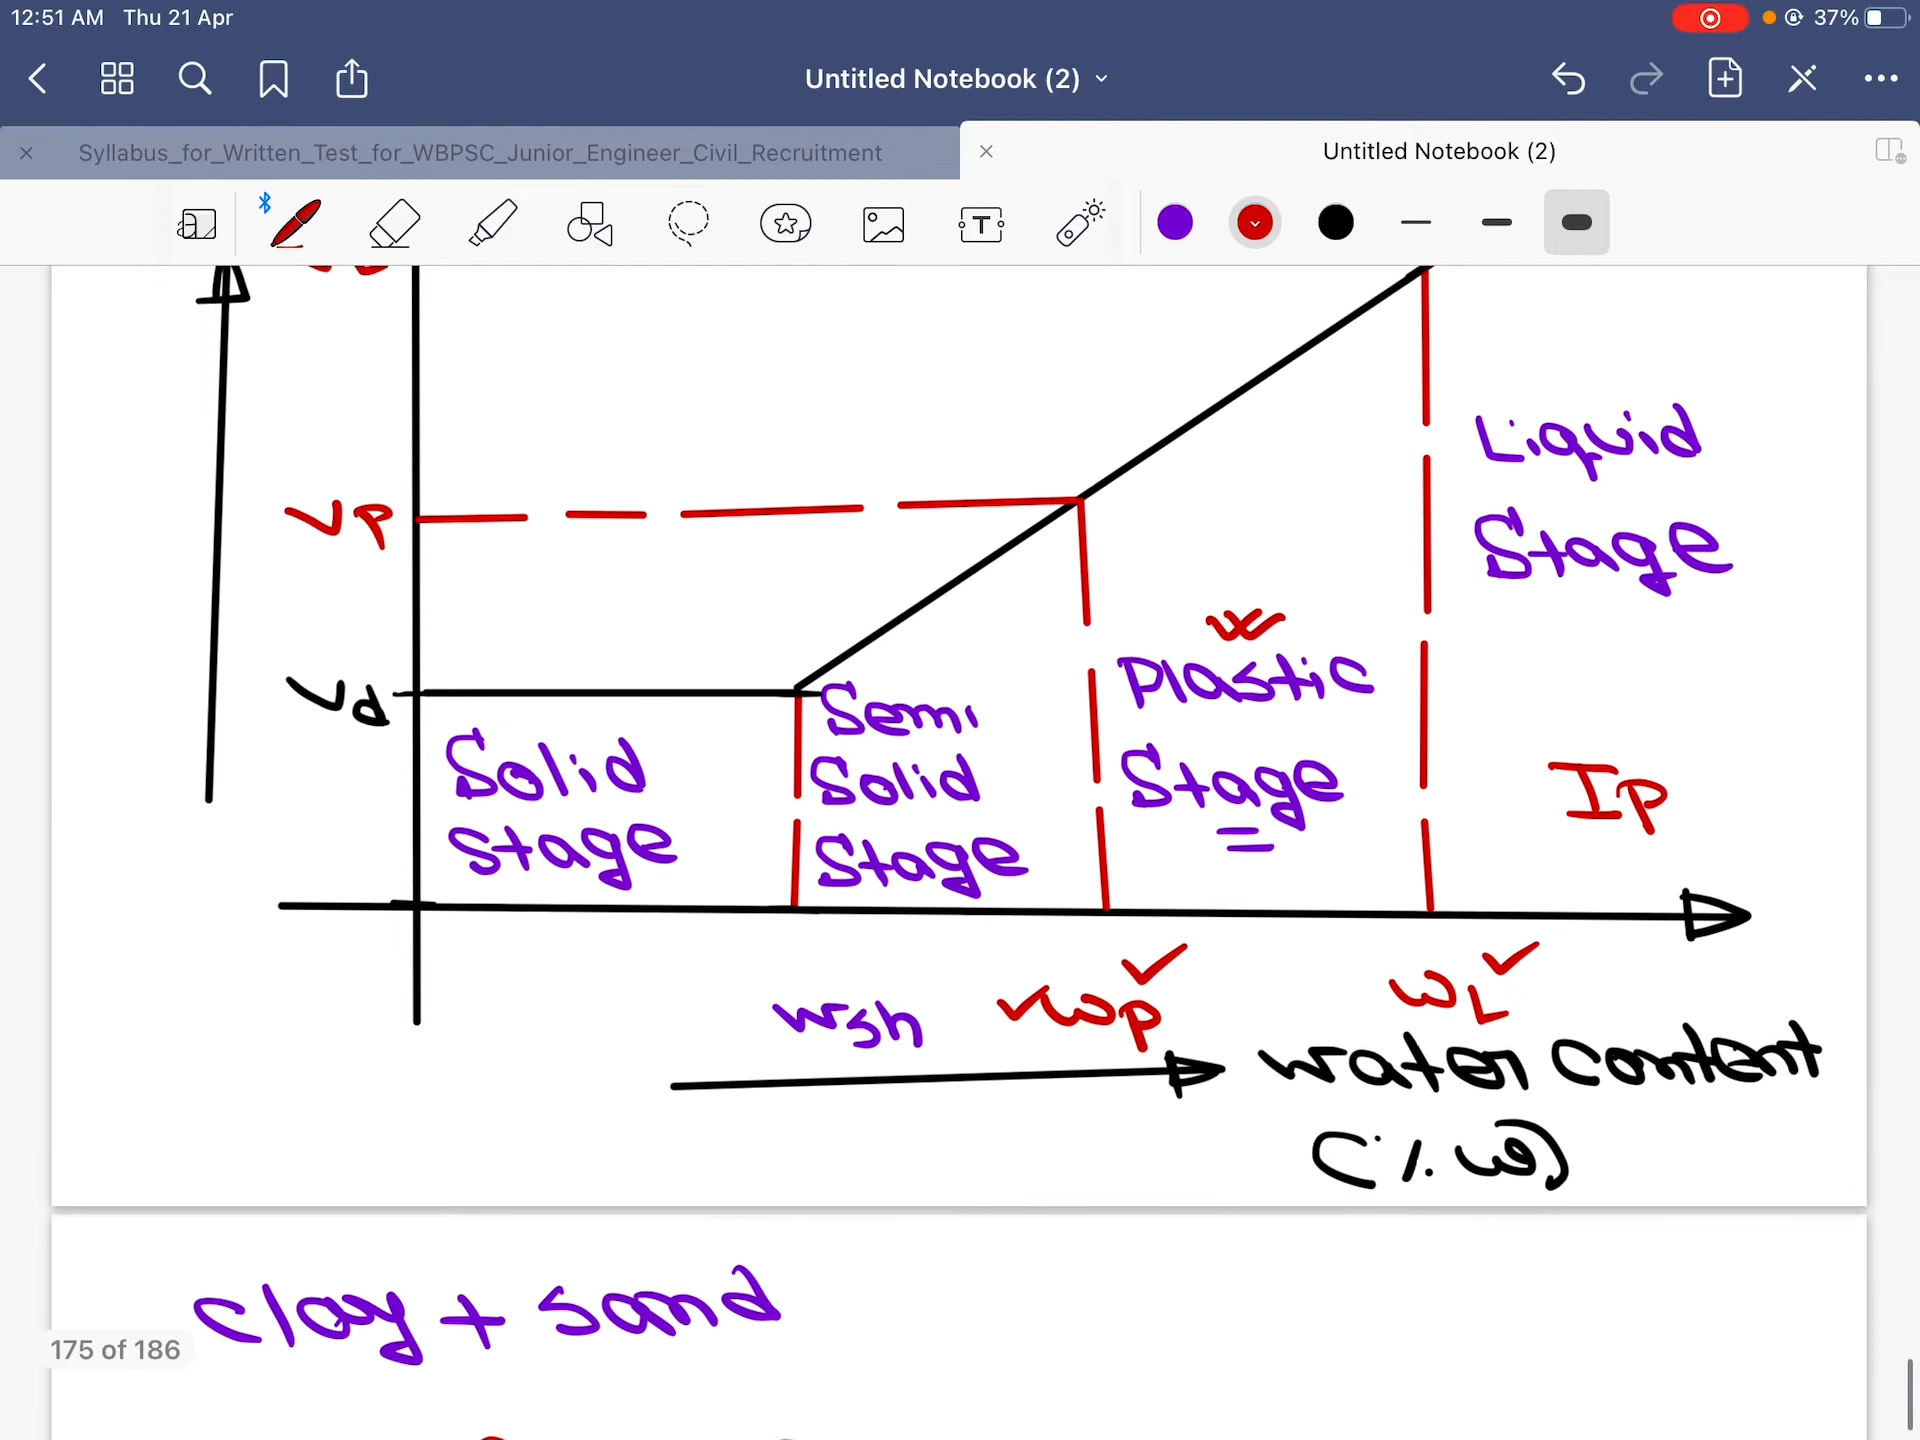 12:51 AM Thu 21 Apr
37%
Untitled Notebook (2)
Syllabus_for_Written_Test_for_WBPSC_Junior_Engineer_Civil_Recruitment
Untitled Notebook (2)
Liquid
Stage
Vp
Plastic
Stage
Vd
Semi
Solid
Stage
Solid
stage
Ip
wsh
wp
wL
water content
(% w)
clay + sand
175 of 186